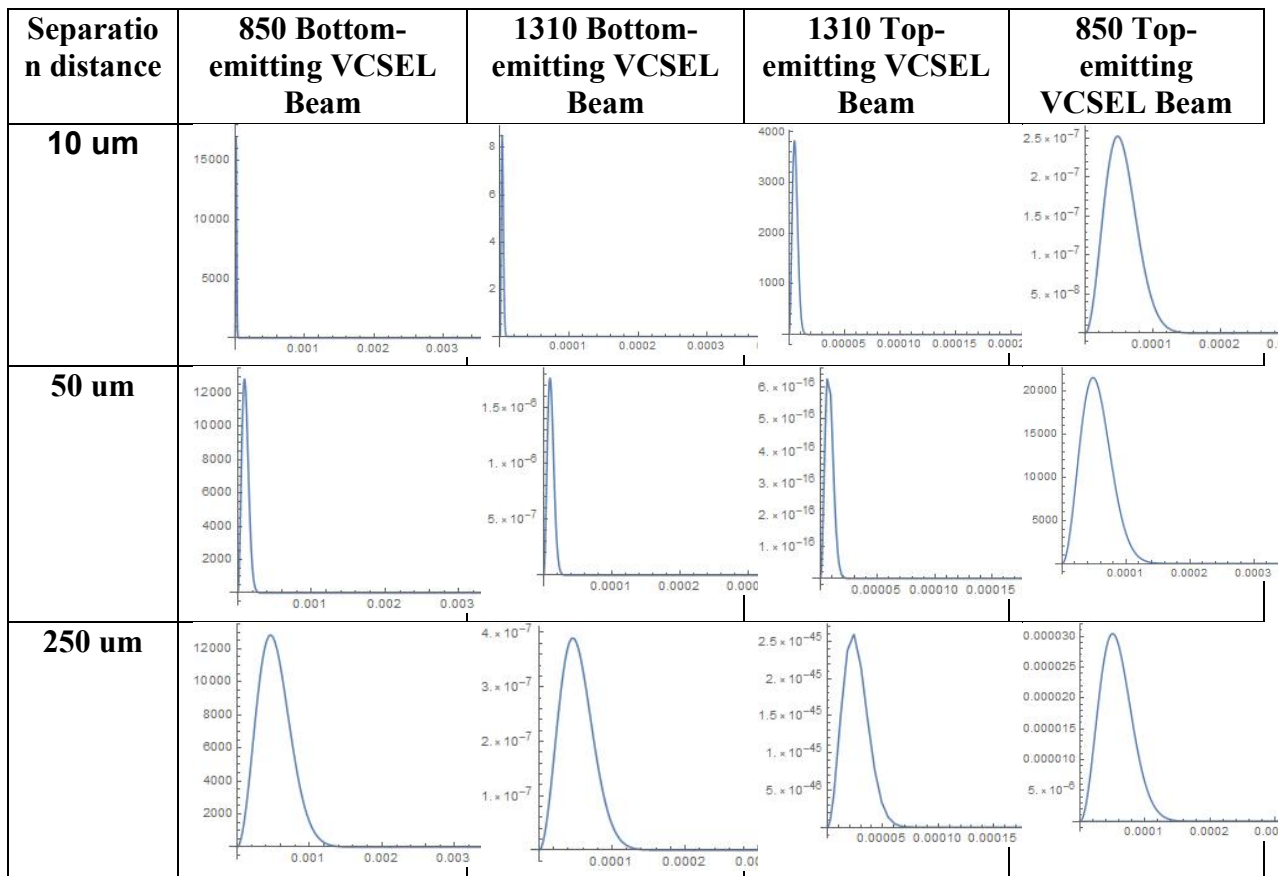 Separatio
n distance
850 Bottom-
emitting VCSEL
Beam
1310 Bottom-
emitting VCSEL
Beam
1310 Top-
emitting VCSEL
Beam
850 Top-
emitting
VCSEL Beam
10 um
15000
10000
5000
0.001 0.002 0.003
8
6
4
2
0.0001 0.0002 0.0003
4000
3000
2000
1000
0.00005 0.00010 0.00015 0.0002
2.5 × 10-7
2. × 10-7
1.5 × 10-7
1. × 10-7
5. × 10-8
0.0001 0.0002
50 um
12000
10000
8000
6000
4000
2000
0.001 0.002 0.003
1.5 × 10-6
1. × 10-6
5. × 10-7
0.0001 0.0002 0.000
6. × 10-16
5. × 10-16
4. × 10-16
3. × 10-16
2. × 10-16
1. × 10-16
0.00005 0.00010 0.00015
20000
15000
10000
5000
0.0001 0.0002 0.0003
250 um
12000
10000
8000
6000
4000
2000
0.001 0.002 0.003
4. × 10-7
3. × 10-7
2. × 10-7
1. × 10-7
0.0001 0.0002 0.00
2.5 × 10-45
2. × 10-45
1.5 × 10-45
1. × 10-45
5. × 10-46
0.00005 0.00010 0.00015
0.000030
0.000025
0.000020
0.000015
0.000010
5. × 10-6
0.0001 0.0002 0.00